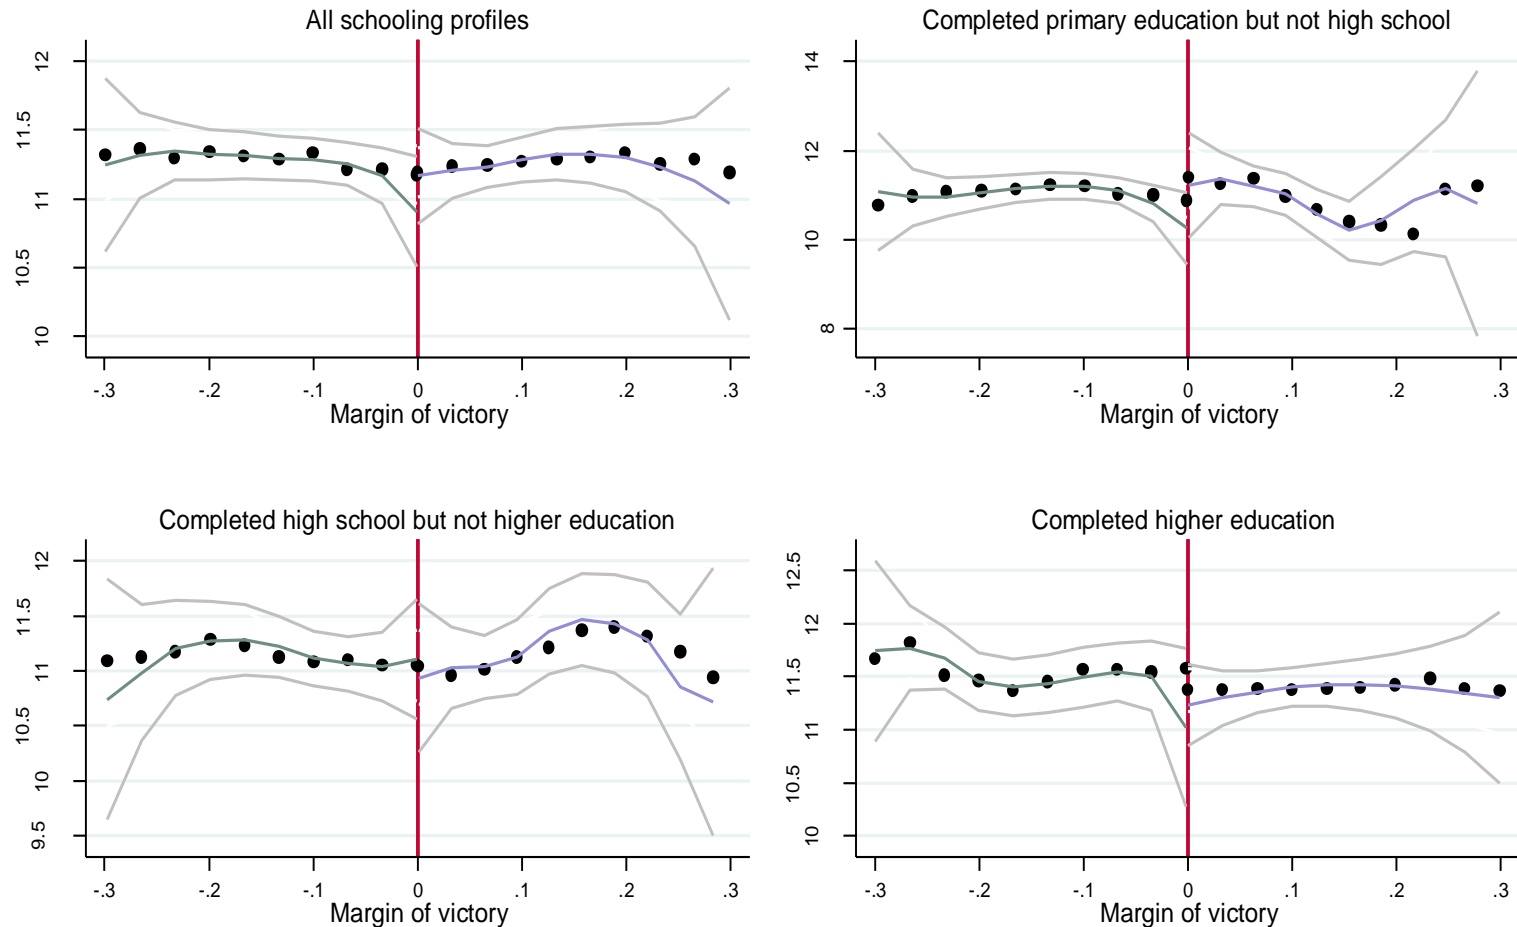 All schooling profiles
12
11.5
11
10.5
10
-.3 -.2 -.1 0 .1 .2 .3
Margin of victory
Completed primary education but not high school
14
12
10
8
-.3 -.2 -.1 0 .1 .2 .3
Margin of victory
Completed high school but not higher education
12
11.5
11
10.5
10
9.5
-.3 -.2 -.1 0 .1 .2 .3
Margin of victory
Completed higher education
12.5
12
11.5
11
10.5
10
-.3 -.2 -.1 0 .1 .2 .3
Margin of victory